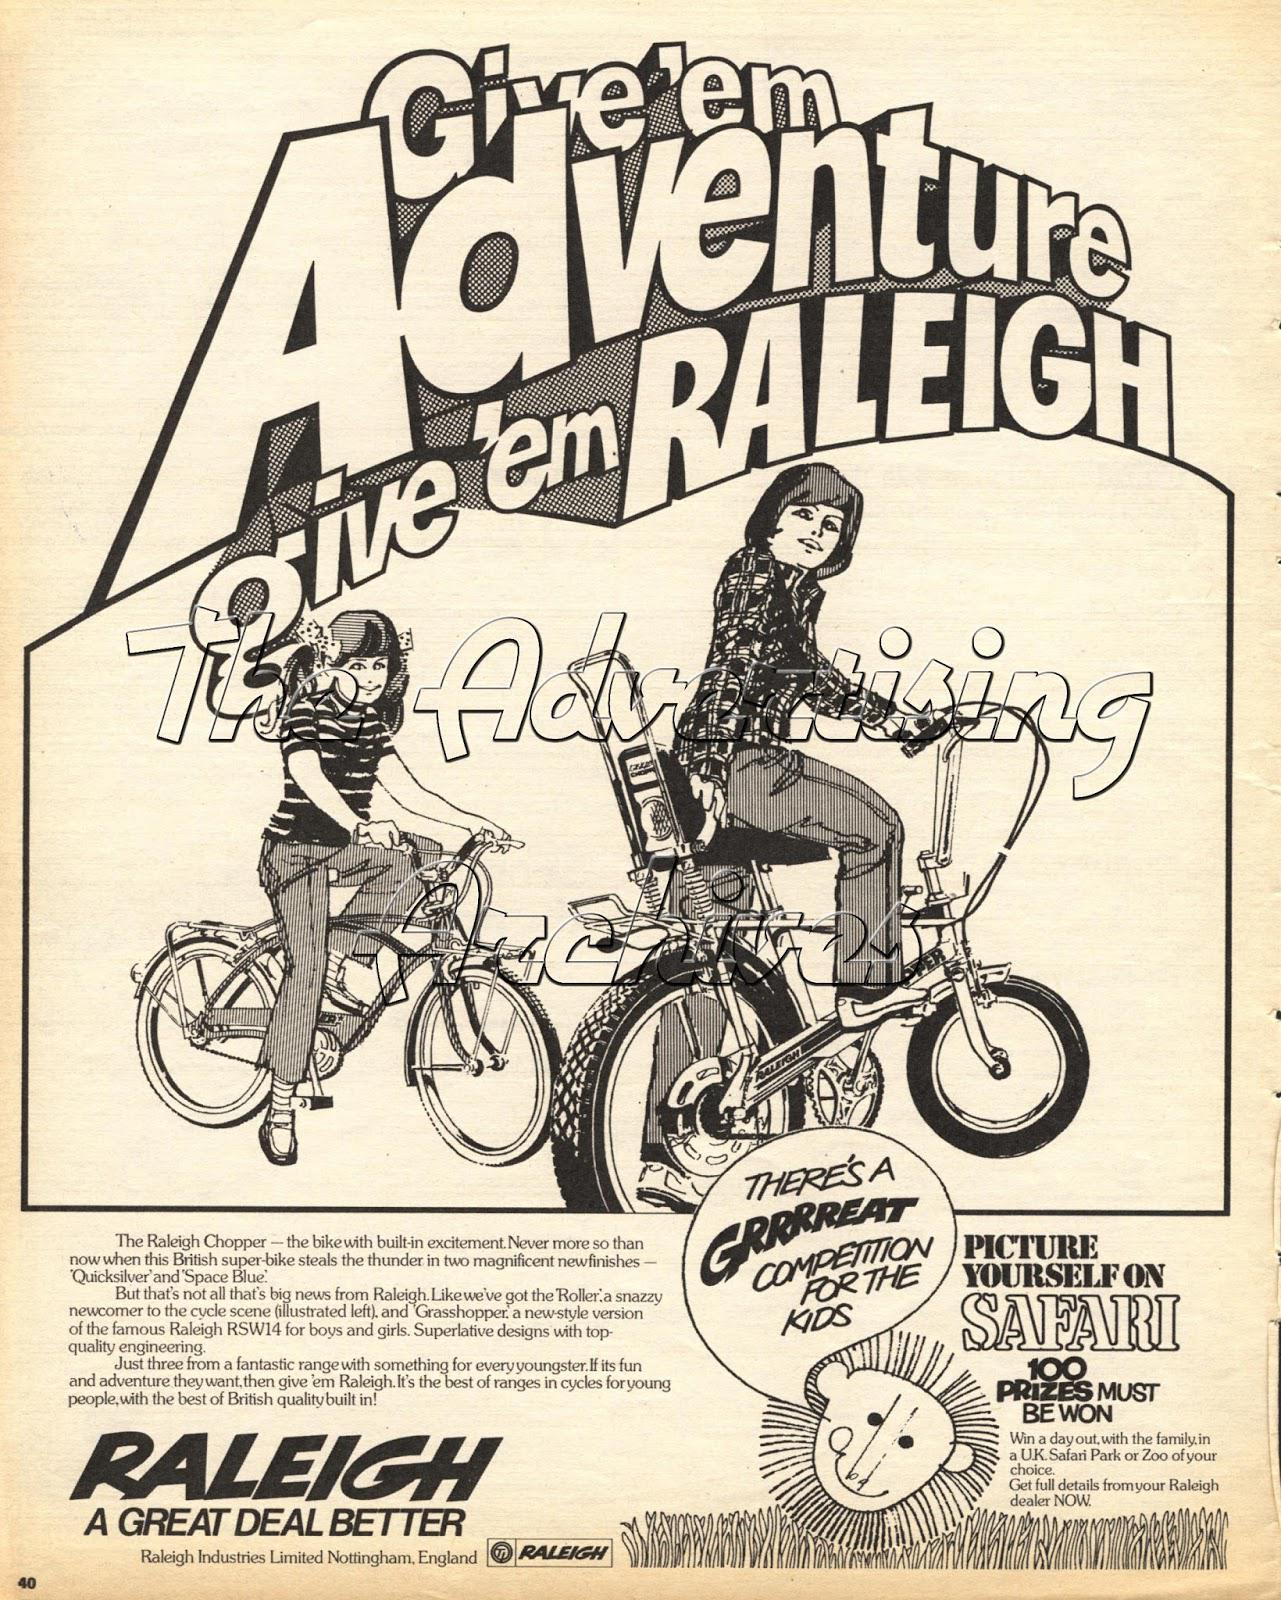 Give 'em
Adventure
give 'em RALEIGH
The Advertising
Archives
RALEIGH
THERE'S A
GRRRREAT
COMPETITION
FOR THE
KIDS
The Raleigh Chopper – the bike with built-in excitement. Never more so than
now when this British super-bike steals the thunder in two magnificent new finishes –
'Quicksilver' and 'Space Blue'.
But that's not all that's big news from Raleigh. Like we've got the 'Roller', a snazzy
newcomer to the cycle scene (illustrated left), and 'Grasshopper', a new-style version
of the famous Raleigh RSW14 for boys and girls. Superlative designs with top-
quality engineering.
Just three from a fantastic range with something for every youngster. If its fun
and adventure they want, then give 'em Raleigh. It's the best of ranges in cycles for young
people, with the best of British quality built in!
PICTURE
YOURSELF ON
SAFARI
100
PRIZES MUST
BE WON
Win a day out, with the family, in
a U.K. Safari Park or Zoo of your
choice.
Get full details from your Raleigh
dealer NOW.
RALEIGH
A GREAT DEAL BETTER
Raleigh Industries Limited Nottingham, England
TI RALEIGH
40